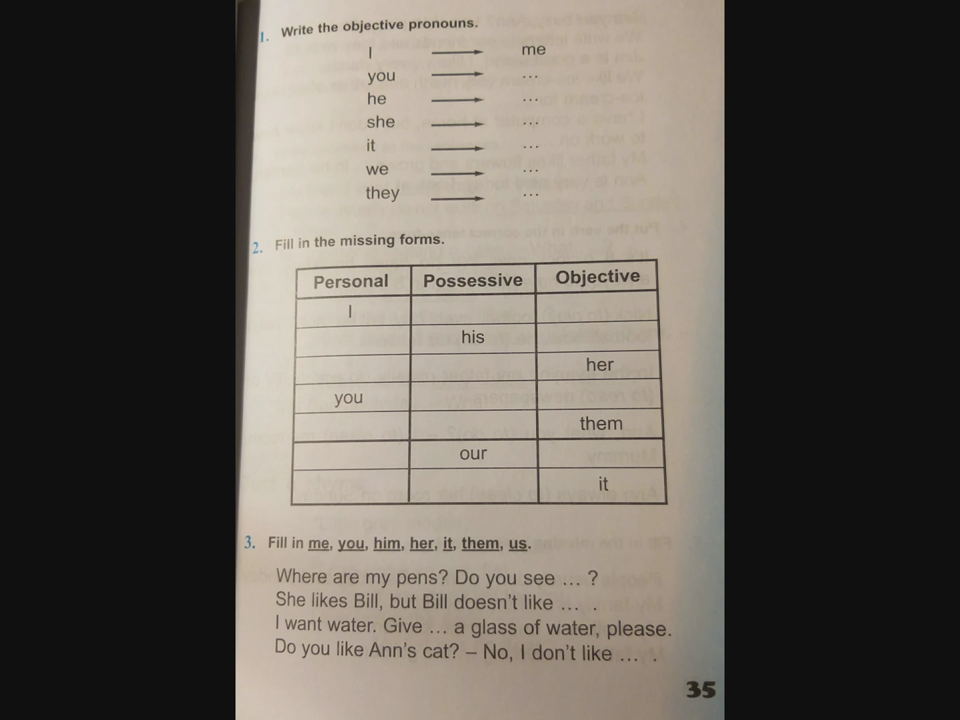 1. Write the objective pronouns.
I → me
you → ...
he → ...
she → ...
it → ...
we → ...
they → ...
2. Fill in the missing forms.
Personal Possessive Objective
I
his
her
you
them
our
it
3. Fill in me, you, him, her, it, them, us.
Where are my pens? Do you see ... ?
She likes Bill, but Bill doesn't like ... .
I want water. Give ... a glass of water, please.
Do you like Ann's cat? – No, I don't like ... .
35